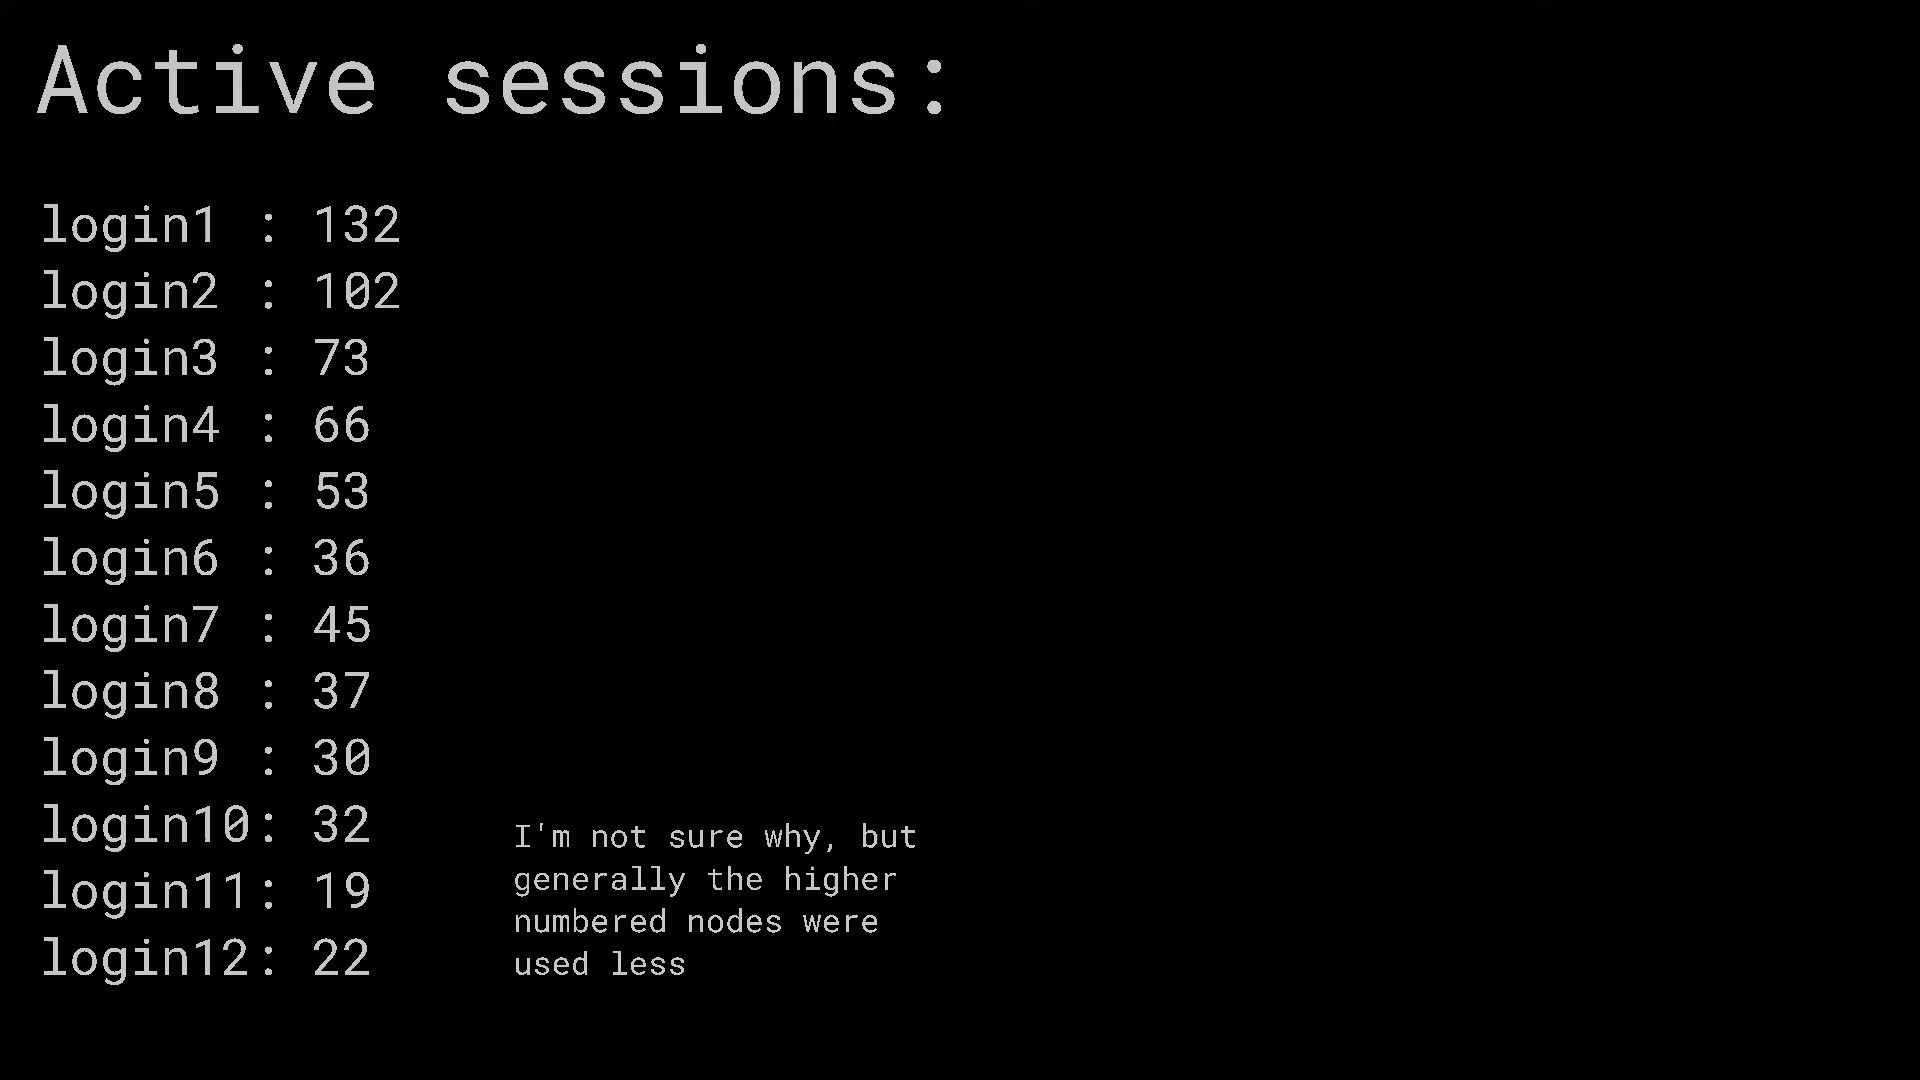 Active sessions:
login1 : 132
login2 : 102
login3 : 73
login4 : 66
login5 : 53
login6 : 36
login7 : 45
login8 : 37
login9 : 30
login10: 32
login11: 19
login12: 22
I'm not sure why, but
generally the higher
numbered nodes were
used less